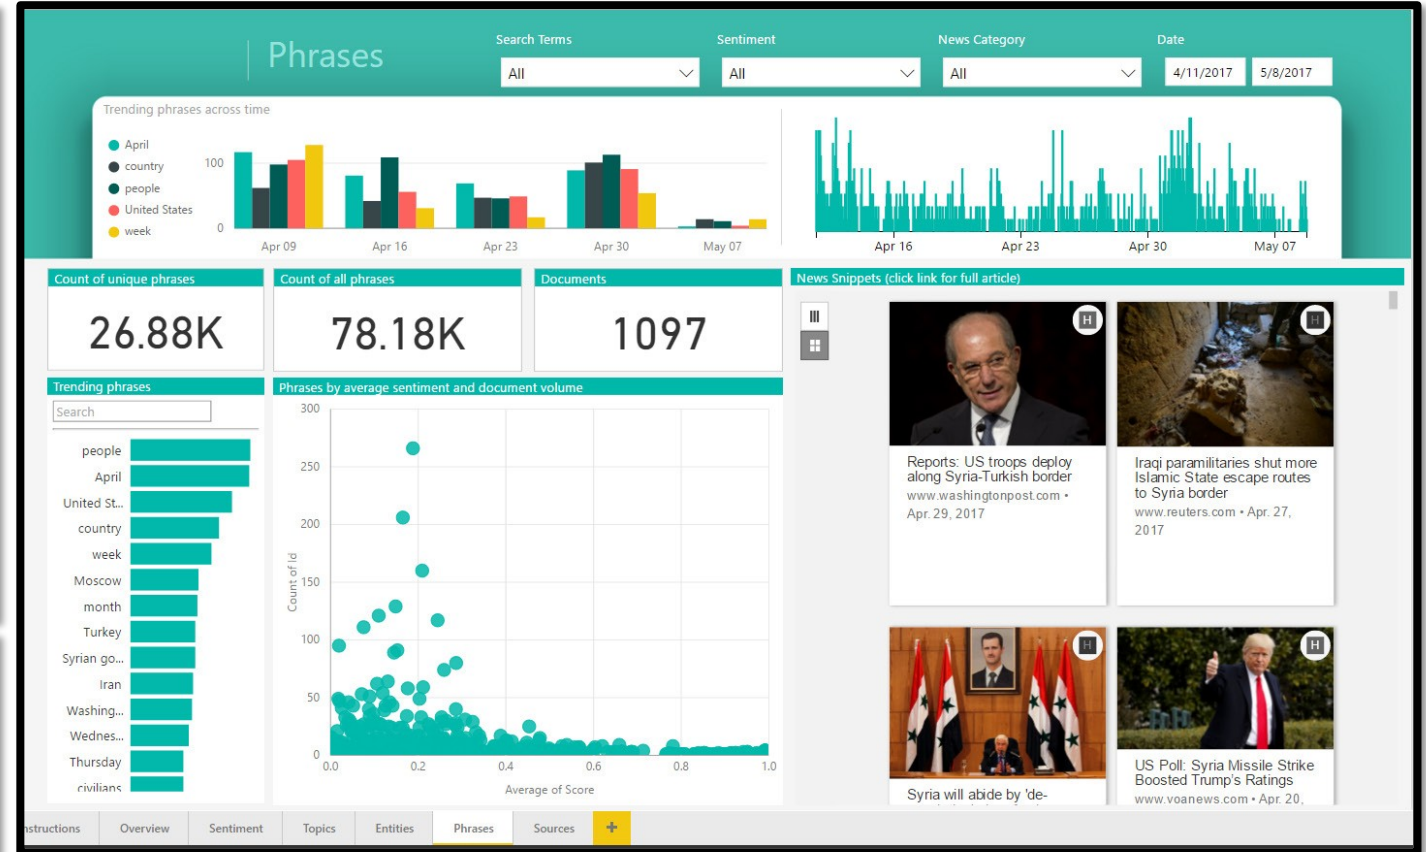 Phrases
Search Terms
Sentiment
News Category
Date
All
All
All
4/11/2017
5/8/2017
Trending phrases across time
April
country
people
United States
week
100
0
Apr 09
Apr 16
Apr 23
Apr 30
May 07
Apr 16
Apr 23
Apr 30
May 07
Count of unique phrases
26.88K
Count of all phrases
78.18K
Documents
1097
News Snippets (click link for full article)
Trending phrases
Search
people
April
United St...
country
week
Moscow
month
Turkey
Syrian go...
Iran
Washing...
Wednes...
Thursday
civilians
Phrases by average sentiment and document volume
Count of Id
300
250
200
150
100
50
0
0.0
0.2
0.4
0.6
0.8
1.0
Average of Score
H
Reports: US troops deploy
along Syria-Turkish border
www.washingtonpost.com •
Apr. 29, 2017
H
Iraqi paramilitaries shut more
Islamic State escape routes
to Syria border
www.reuters.com • Apr. 27,
2017
H
Syria will abide by 'de-
H
US Poll: Syria Missile Strike
Boosted Trump's Ratings
www.voanews.com • Apr. 20,
nstructions
Overview
Sentiment
Topics
Entities
Phrases
Sources
+